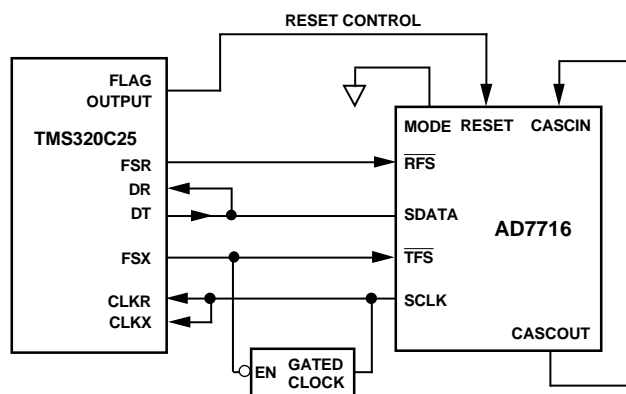 RESET CONTROL
FLAG
OUTPUT
TMS320C25
FSR
DR
DT
FSX
CLKR
CLKX
MODE RESET CASCIN
RFS
SDATA
AD7716
TFS
SCLK
CASCOUT
EN GATED
CLOCK